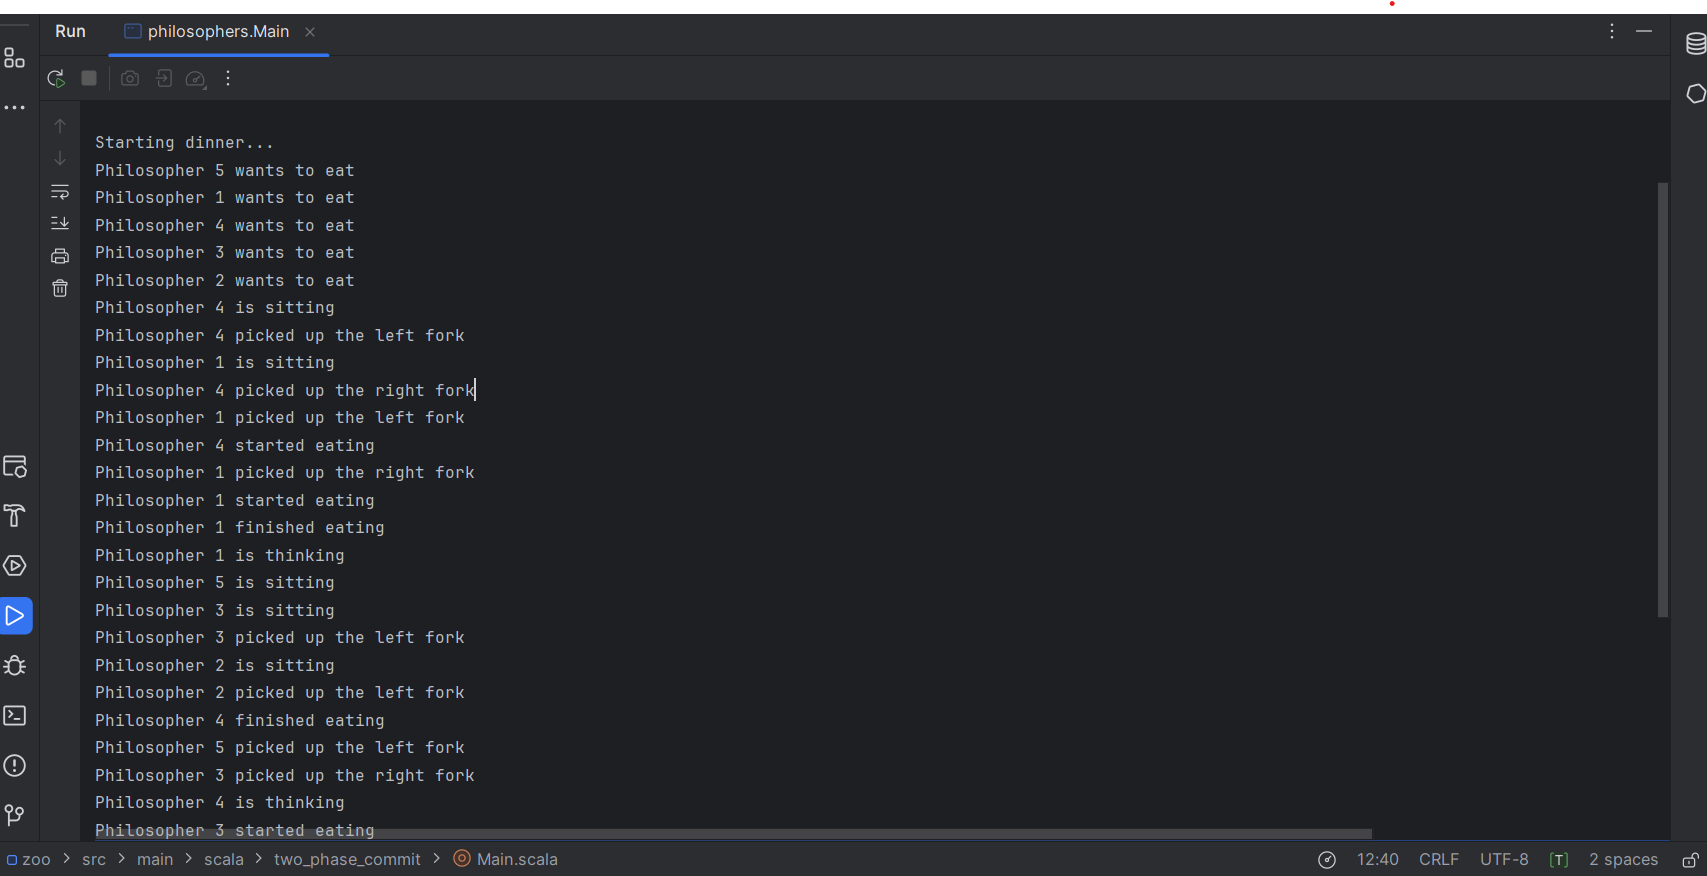 Run philosophers.Main
Starting dinner...
Philosopher 5 wants to eat
Philosopher 1 wants to eat
Philosopher 4 wants to eat
Philosopher 3 wants to eat
Philosopher 2 wants to eat
Philosopher 4 is sitting
Philosopher 4 picked up the left fork
Philosopher 1 is sitting
Philosopher 4 picked up the right fork
Philosopher 1 picked up the left fork
Philosopher 4 started eating
Philosopher 1 picked up the right fork
Philosopher 1 started eating
Philosopher 1 finished eating
Philosopher 1 is thinking
Philosopher 5 is sitting
Philosopher 3 is sitting
Philosopher 3 picked up the left fork
Philosopher 2 is sitting
Philosopher 2 picked up the left fork
Philosopher 4 finished eating
Philosopher 5 picked up the left fork
Philosopher 3 picked up the right fork
Philosopher 4 is thinking
Philosopher 3 started eating
zoo > src > main > scala > two_phase_commit > Main.scala 12:40 CRLF UTF-8 [T] 2 spaces